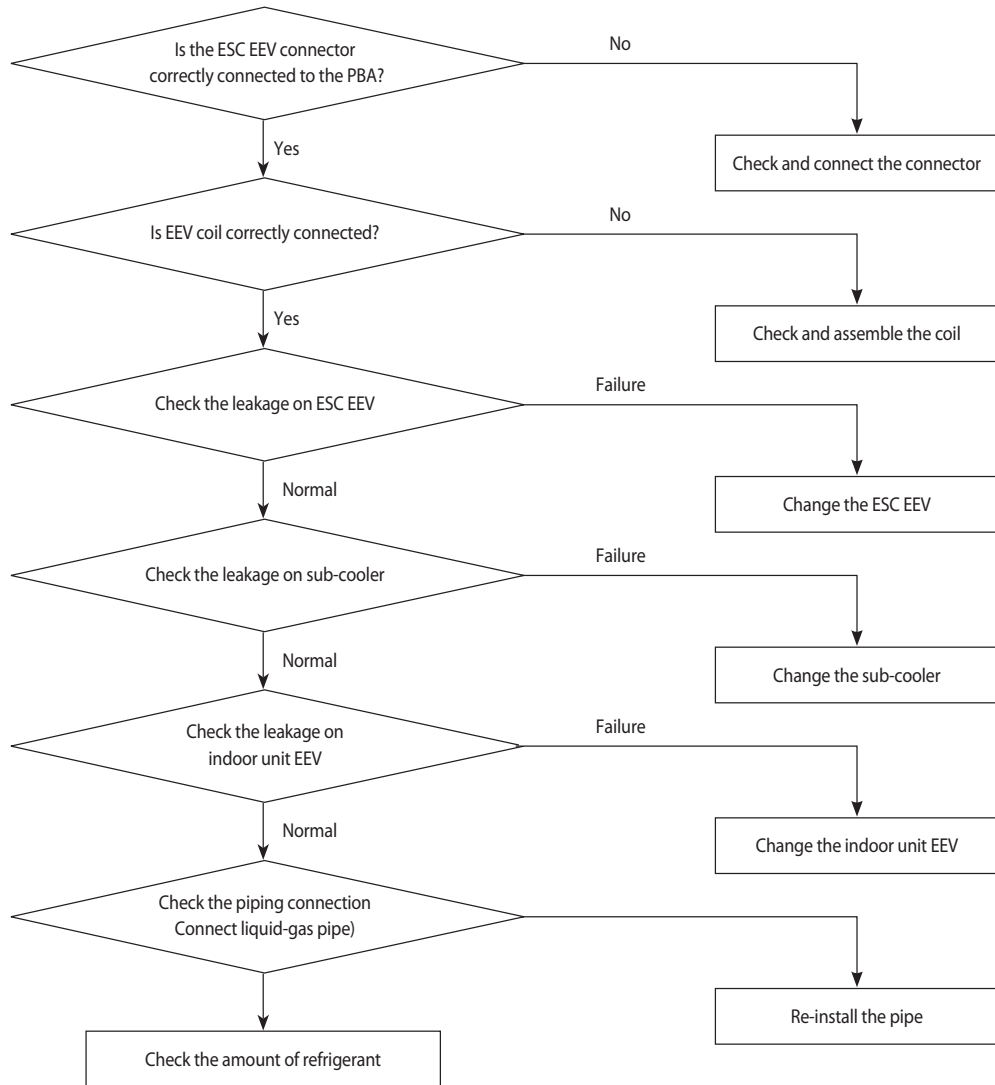 Is the ESC EEV connector
correctly connected to the PBA?
No
Check and connect the connector
Yes
Is EEV coil correctly connected?
No
Check and assemble the coil
Yes
Check the leakage on ESC EEV
Failure
Change the ESC EEV
Normal
Check the leakage on sub-cooler
Failure
Change the sub-cooler
Normal
Check the leakage on
indoor unit EEV
Failure
Change the indoor unit EEV
Normal
Check the piping connection
Connect liquid-gas pipe)
Re-install the pipe
Check the amount of refrigerant